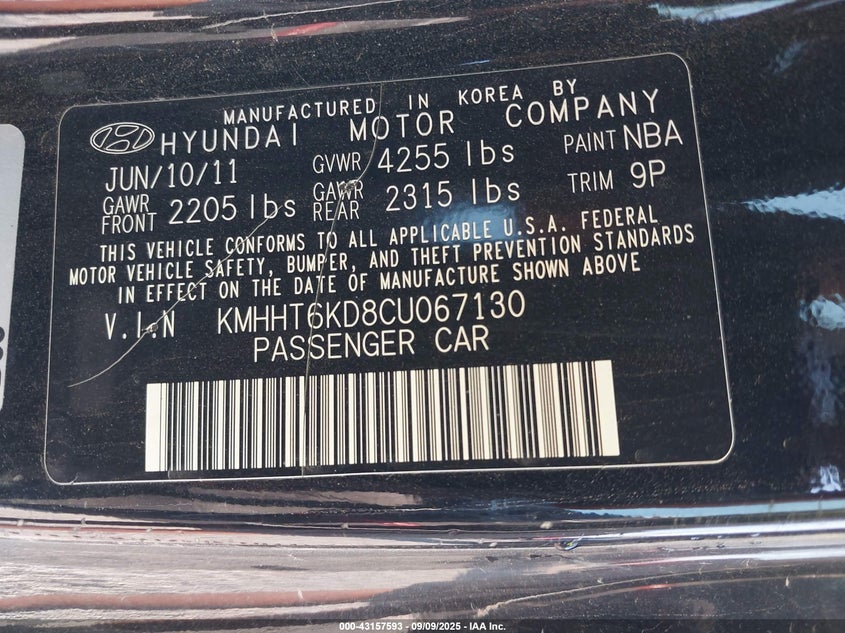 MANUFACTURED IN KOREA BY
HYUNDAI MOTOR COMPANY
JUN/10/11 GVWR 4255 lbs PAINT NBA
GAWR FRONT 2205 lbs GAWR REAR 2315 lbs TRIM 9P
THIS VEHICLE CONFORMS TO ALL APPLICABLE U.S.A. FEDERAL
MOTOR VEHICLE SAFETY, BUMPER, AND THEFT PREVENTION STANDARDS
IN EFFECT ON THE DATE OF MANUFACTURE SHOWN ABOVE
V.I.N KMHHT6KD8CU067130
PASSENGER CAR
000-43157593 - 09/09/2025 - IAA Inc.